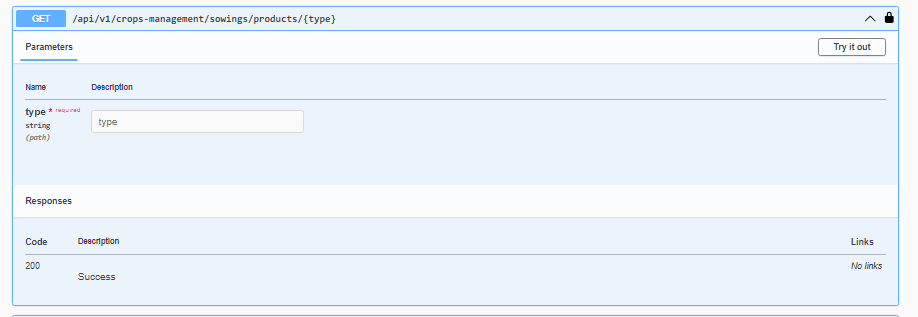 GET /api/v1/crops-management/sowings/products/{type}
Parameters Try it out
Name Description
type * required
string
(path)
type
Responses
Code Description Links
200 No links
Success